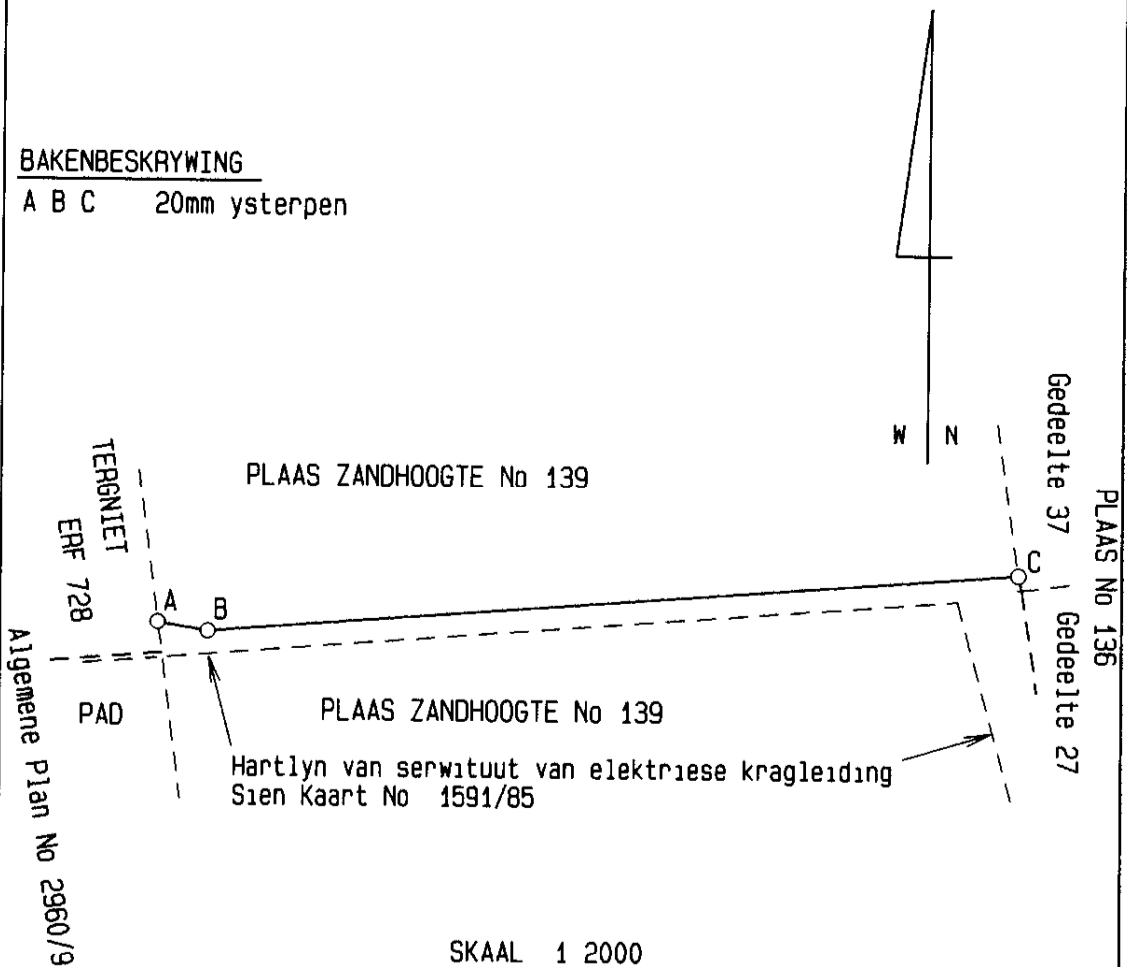 BAKENBESKRYWING
A B C 20mm ysterpen
W N
PLAAS ZANDHOOGTE No 139
TERGNIET
ERF 728
Gedeelte 37
PLAAS No 136
A
B
C
Gedeelte 27
PAD
PLAAS ZANDHOOGTE No 139
Hartlyn van serwituut van elektriese kragleiding
Sien Kaart No 1591/85
Algemene Plan No 2960/9
SKAAL 1 2000